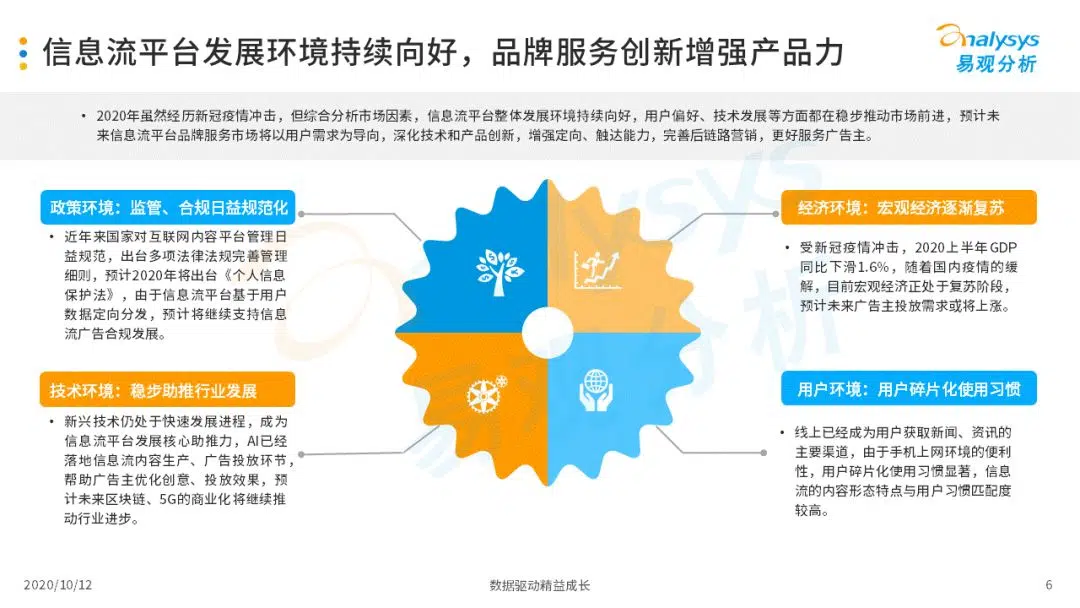 信息流平台发展环境持续向好，品牌服务创新增强产品力
analysys
易观分析
• 2020年虽然经历新冠疫情冲击，但综合分析市场因素，信息流平台整体发展环境持续向好，用户偏好、技术发展等方面都在稳步推动市场前进，预计未
来信息流平台品牌服务市场将以用户需求为导向，深化技术和产品创新，增强定向、触达能力，完善后链路营销，更好服务广告主。
政策环境：监管、合规日益规范化
• 近年来国家对互联网内容平台管理日
益规范，出台多项法律法规完善管理
细则，预计2020年将出台《个人信息
保护法》，由于信息流平台基于用户
数据定向分发，预计将继续支持信息
流广告合规发展。
经济环境：宏观经济逐渐复苏
• 受新冠疫情冲击，2020上半年GDP
同比下滑1.6%，随着国内疫情的缓
解，目前宏观经济正处于复苏阶段，
预计未来广告主投放需求或将上涨。
技术环境：稳步助推行业发展
• 新兴技术仍处于快速发展进程，成为
信息流平台发展核心助推力，AI已经
落地信息流内容生产、广告投放环节，
帮助广告主优化创意、投放效果，预
计未来区块链、5G的商业化将继续推
动行业进步。
用户环境：用户碎片化使用习惯
• 线上已经成为用户获取新闻、资讯的
主要渠道，由于手机上网环境的便利
性，用户碎片化使用习惯显著，信息
流的内容形态特点与用户习惯匹配度
较高。
analysys
易观分析
2020/10/12
数据驱动精益成长
6